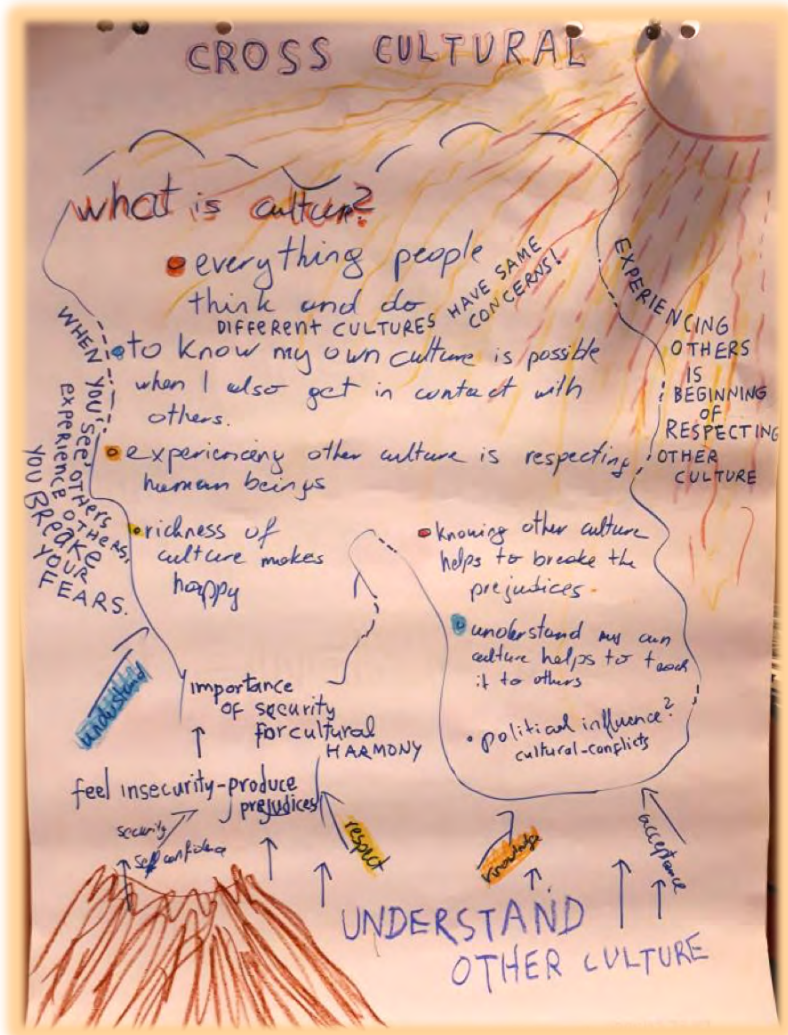 CROSS CULTURAL
what is culture?
everything people
think and do
DIFFERENT CULTURES HAVE SAME
CONCERNS!
to know my own culture is possible
when I also get in contact with
others.
experiencing other culture is respecting
human beings
richness of
culture makes
happy
WHEN YOU SEE OTHERS
EXPERIENCE OTHERS,
YOU BREAKE
YOUR
FEARS.
EXPERIENCING
OTHERS
IS
BEGINNING
OF
RESPECTING
OTHER
CULTURE
knowing other culture
helps to breake the
prejudices.
understand my own
culture helps to teach
it to others
political influence?
cultural-conflicts
understand
importance
OF security
for cultural
HARMONY
feel insecurity-produce
prejudices
security
self confidence
respect
knowledge
acceptance
UNDERSTAND
OTHER CULTURE